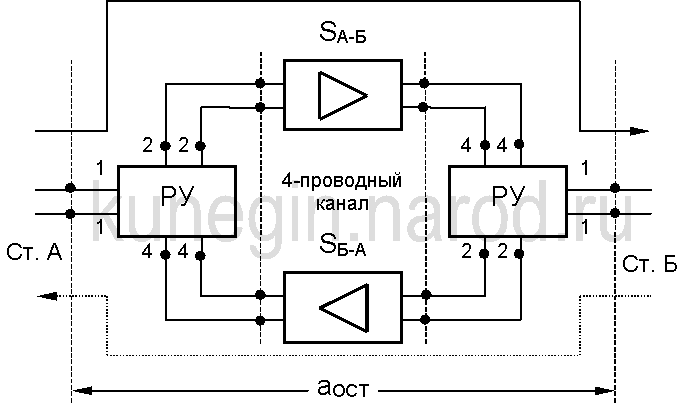 SА-Б
2 2 4 4
1 РУ 4-проводный РУ 1
канал
kunegin.narod.ru
1 1
Ст. А 4 4 SБ-А 2 2 Ст. Б
aост